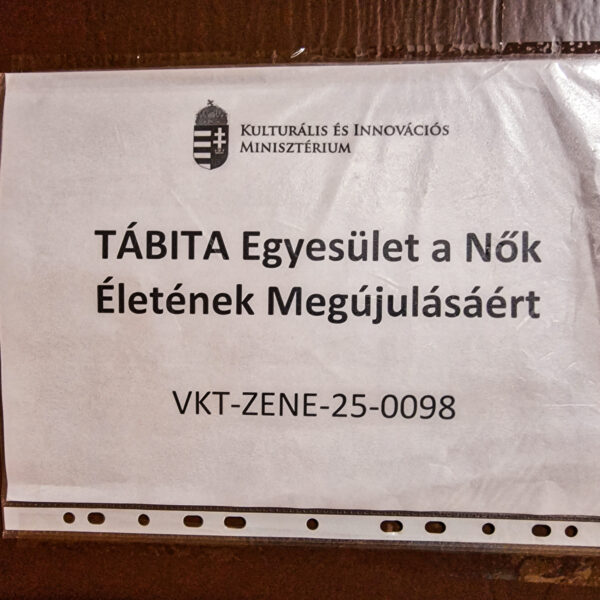 KULTURÁLIS ÉS INNOVÁCIÓS
MINISZTÉRIUM
TÁBITA Egyesület a Nők
Életének Megújulásáért
VKT-ZENE-25-0098